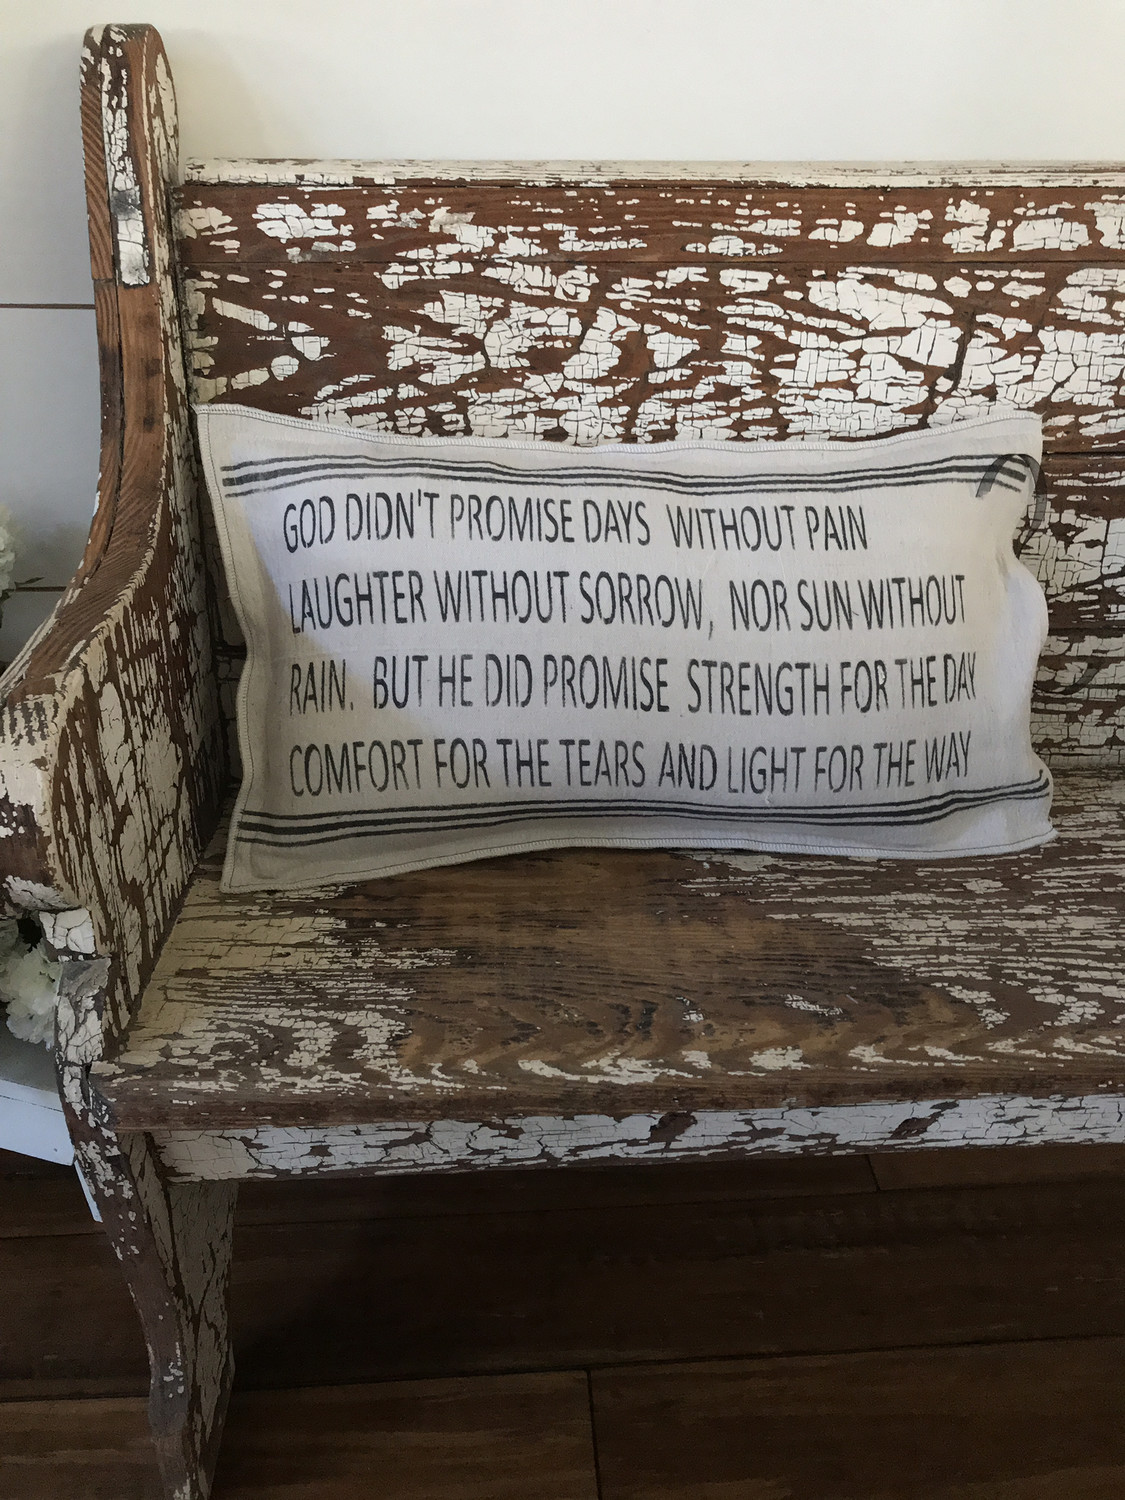 GOD DIDN'T PROMISE DAYS WITHOUT PAIN
LAUGHTER WITHOUT SORROW, NOR SUN WITHOUT
RAIN. BUT HE DID PROMISE STRENGTH FOR THE DAY
COMFORT FOR THE TEARS AND LIGHT FOR THE WAY